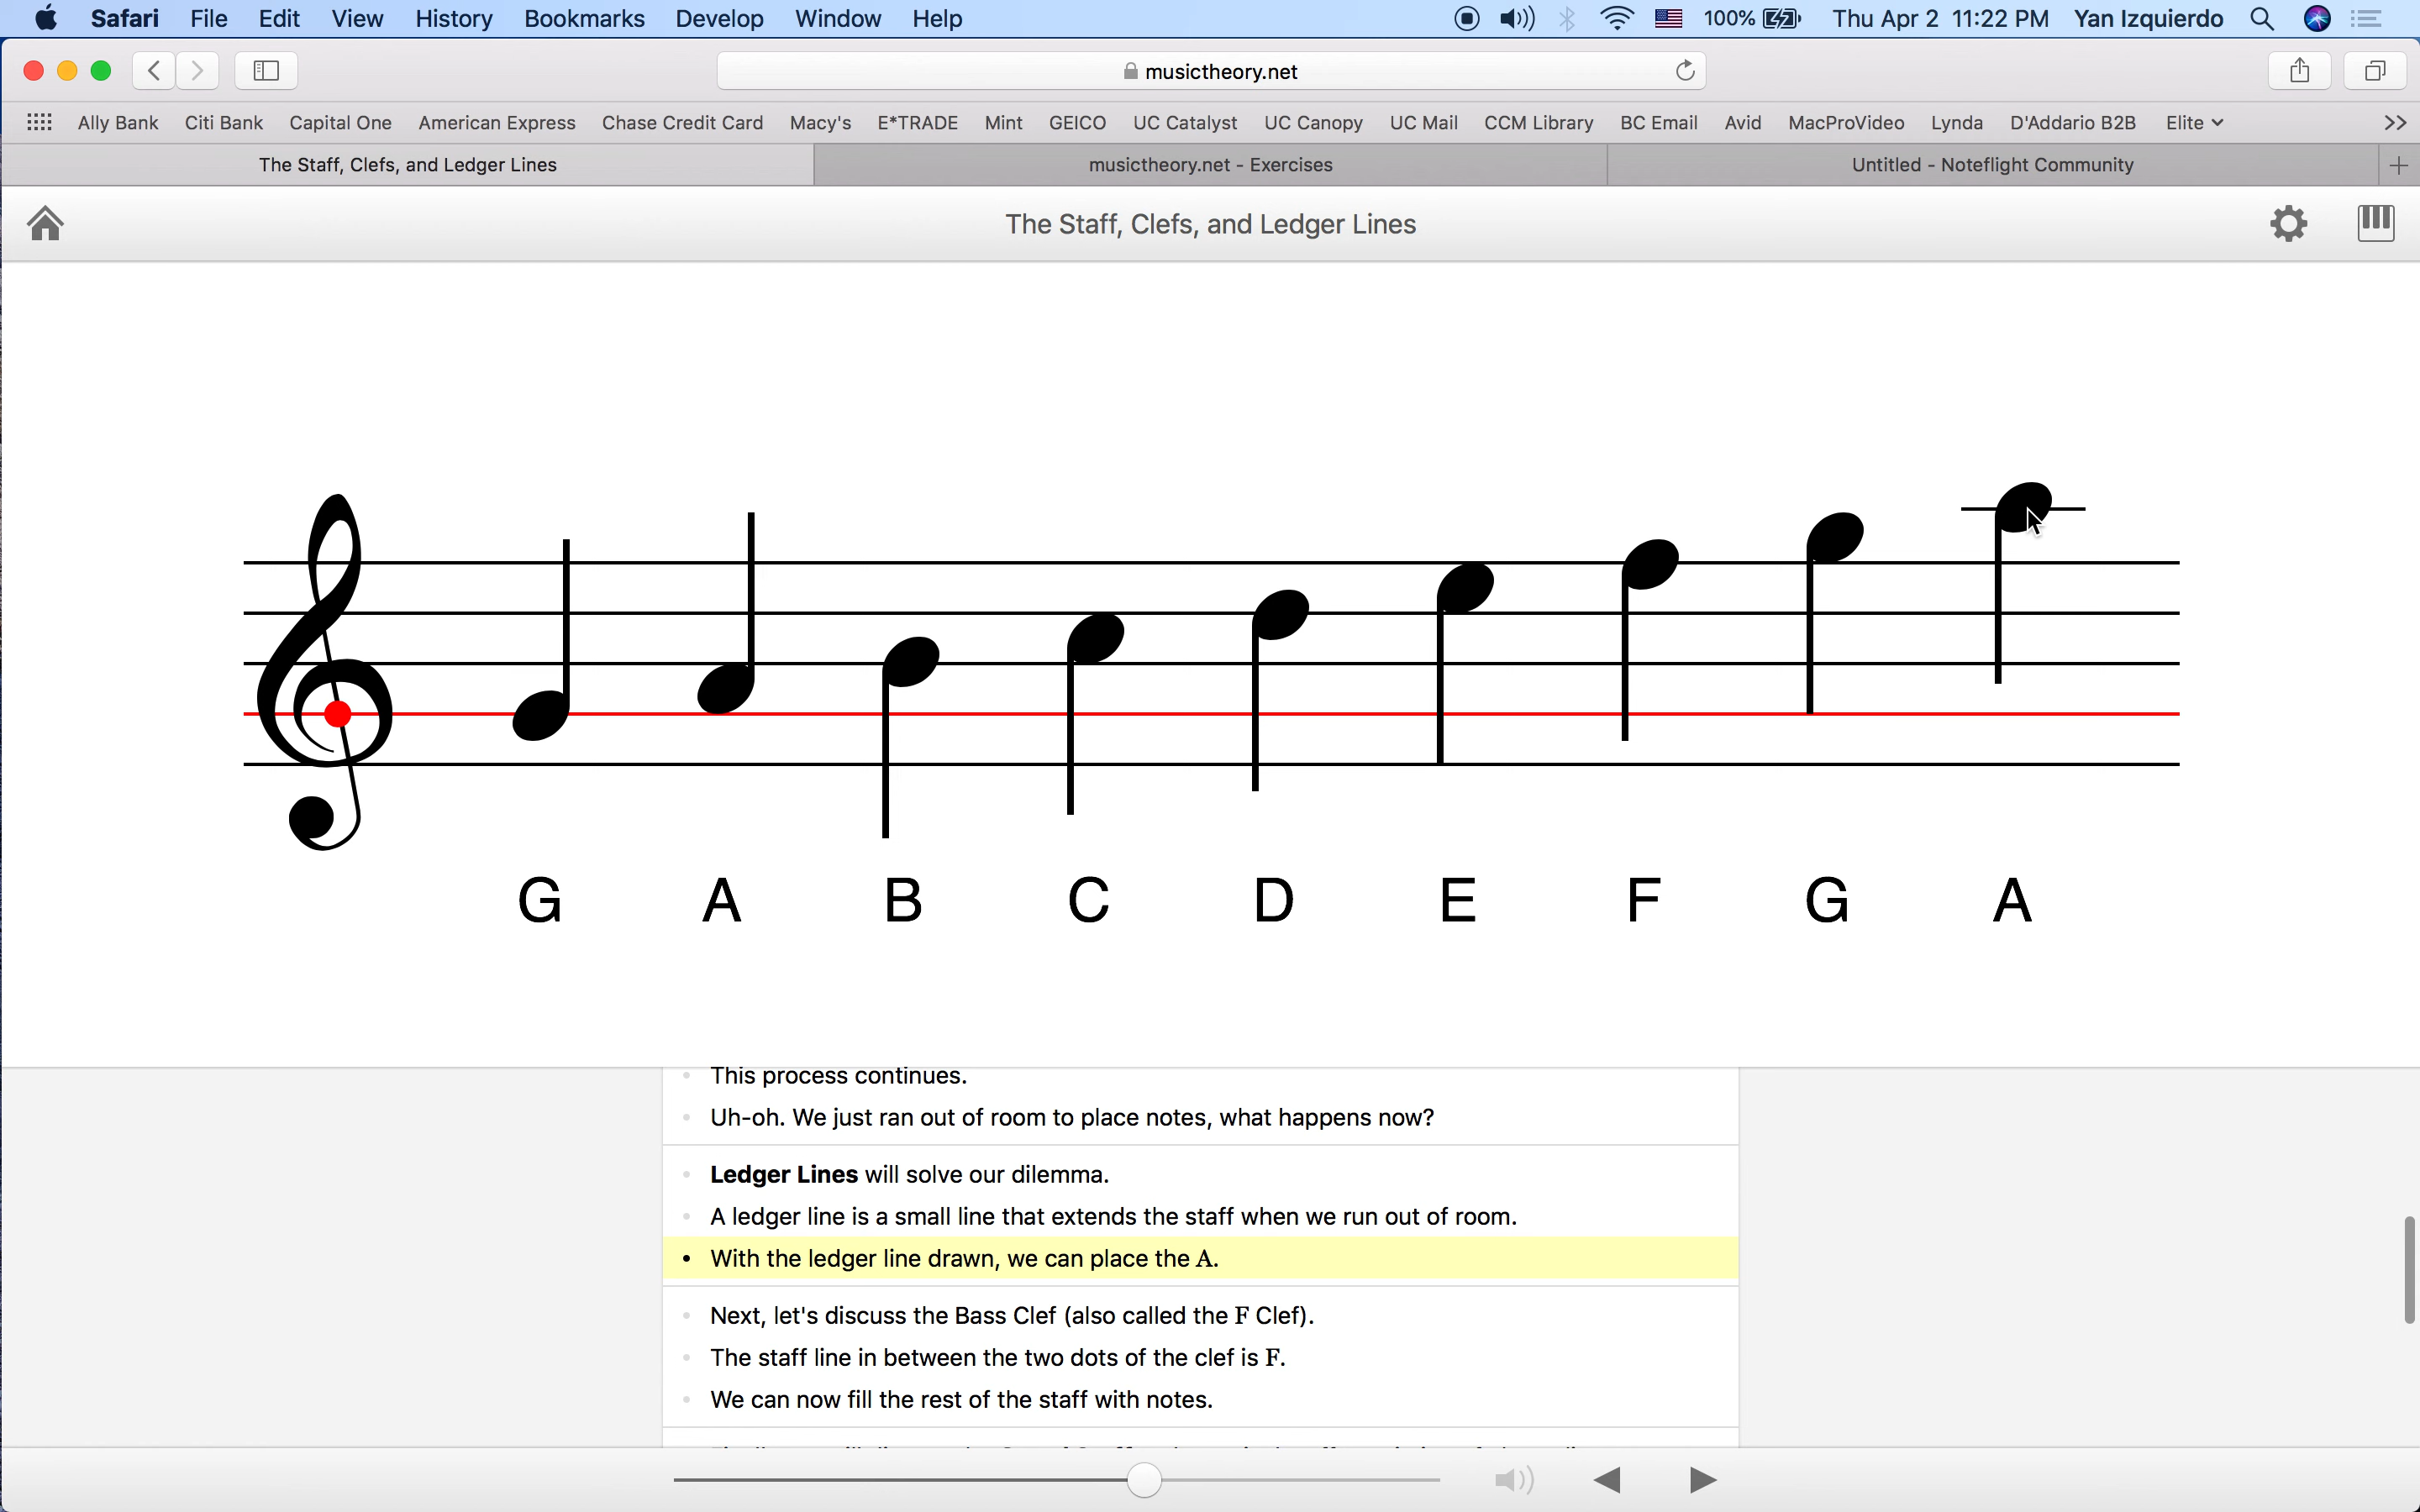 Safari File Edit View History Bookmarks Develop Window Help 100% Thu Apr 2 11:22 PM Yan Izquierdo
musictheory.net
Ally Bank Citi Bank Capital One American Express Chase Credit Card Macy's E*TRADE Mint GEICO UC Catalyst UC Canopy UC Mail CCM Library BC Email Avid MacProVideo Lynda D'Addario B2B Elite
The Staff, Clefs, and Ledger Lines musictheory.net - Exercises Untitled - Noteflight Community
The Staff, Clefs, and Ledger Lines
G A B C D E F G A
This process continues.
Uh-oh. We just ran out of room to place notes, what happens now?
Ledger Lines will solve our dilemma.
A ledger line is a small line that extends the staff when we run out of room.
With the ledger line drawn, we can place the A.
Next, let's discuss the Bass Clef (also called the F Clef).
The staff line in between the two dots of the clef is F.
We can now fill the rest of the staff with notes.